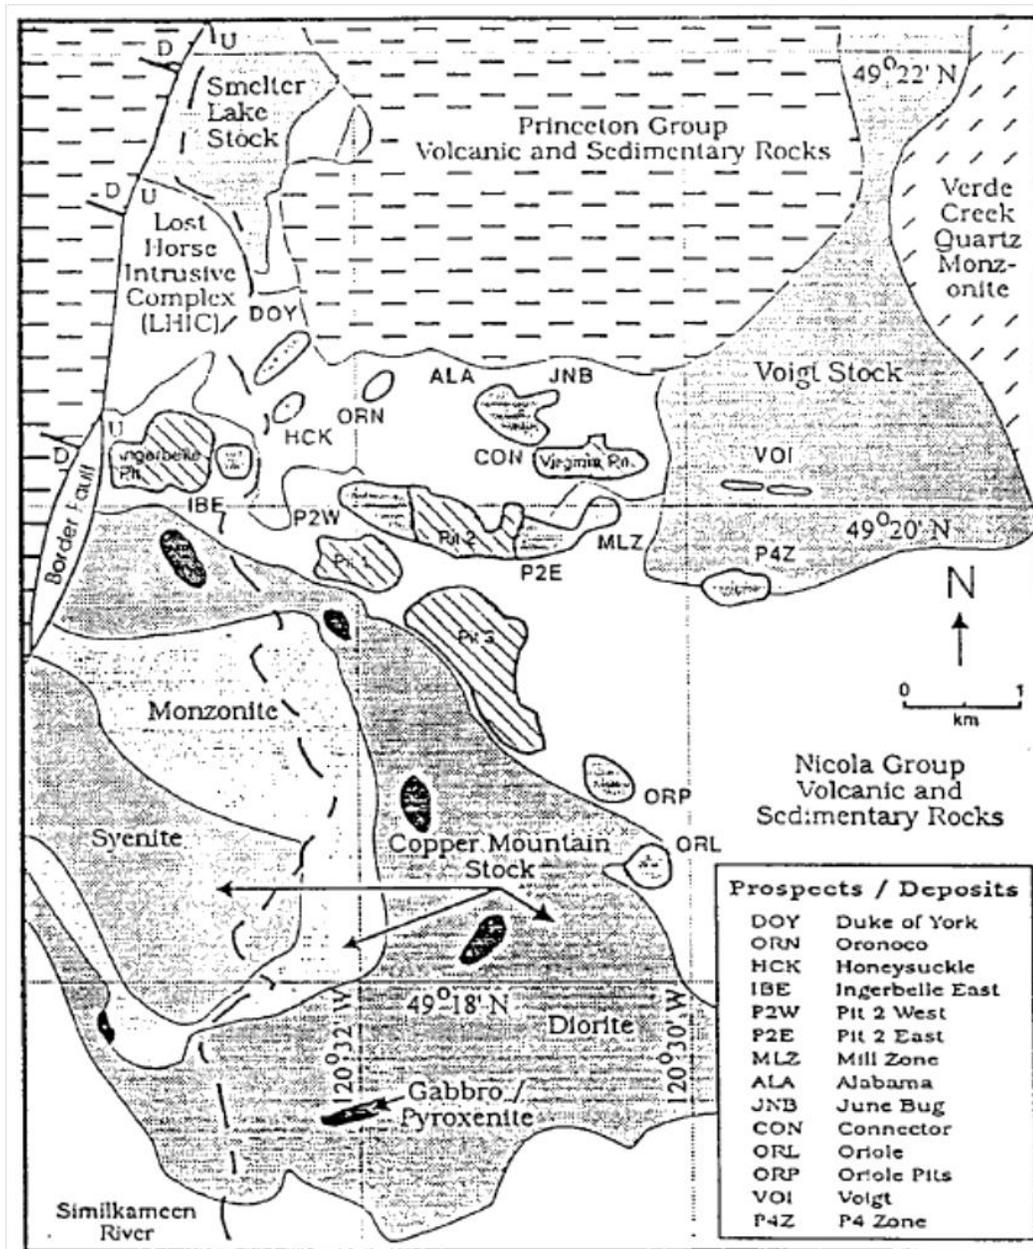 D U
Smelter
Lake
Stock
49° 22' N
Princeton Group
Volcanic and Sedimentary Rocks
D U
Verde
Creek
Quartz
Monz-
onite
Lost
Horse
Intrusive
Complex
(LHIC)
DOY
ALA JNB
Voigt Stock
ORN
HCK
U
D
Ingerbelle
Pit
CON Virginia Pit
VOI
IBE
P2W
Pit 2
MLZ
49° 20' N
Border Fault
P2E
P4Z
Pit 1
N
Pit 3
0 1
km
Monzonite
Nicola Group
Volcanic and
Sedimentary Rocks
ORP
Syenite
Copper Mountain
Stock
ORL
49° 18' N
Diorite
120° 32' W
120° 30' W
Gabbro /
Pyroxenite
Similkameen
River
Prospects / Deposits
DOY Duke of York
ORN Oronoco
HCK Honeysuckle
IBE Ingerbelle East
P2W Pit 2 West
P2E Pit 2 East
MLZ Mill Zone
ALA Alabama
JNB June Bug
CON Connector
ORL Oriole
ORP Oriole Pits
VOI Voigt
P4Z P4 Zone